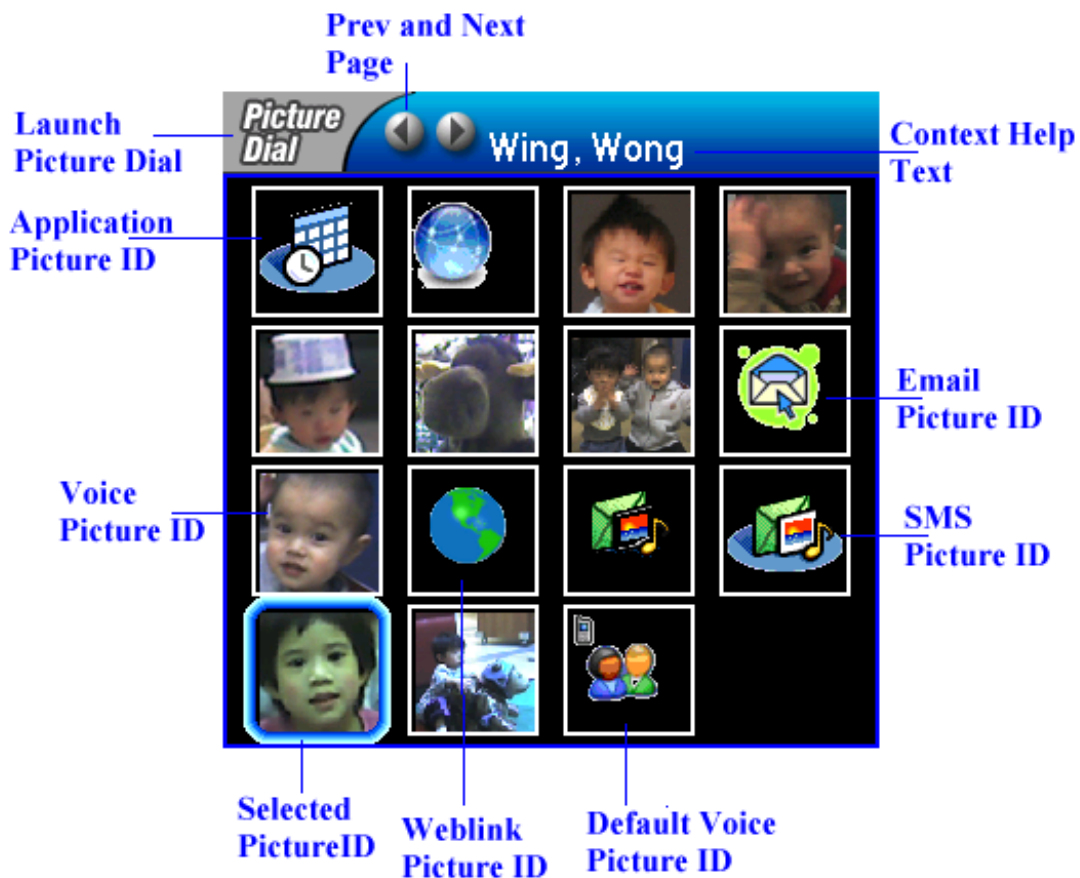 Prev and Next
Page
Launch
Picture Dial
Picture
Dial
Wing, Wong
Context Help
Text
Application
Picture ID
Email
Picture ID
Voice
Picture ID
SMS
Picture ID
Selected
PictureID
Weblink
Picture ID
Default Voice
Picture ID